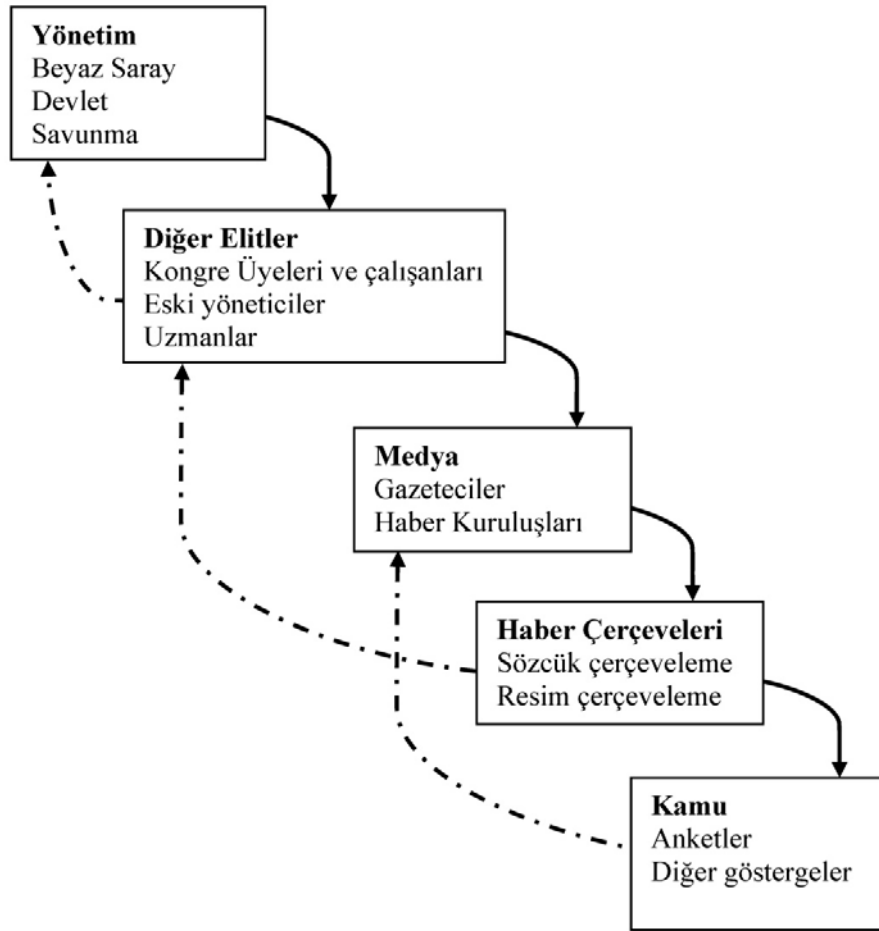 Yönetim
Beyaz Saray
Devlet
Savunma
Diğer Elitler
Kongre Üyeleri ve çalışanları
Eski yöneticiler
Uzmanlar
Medya
Gazeteciler
Haber Kuruluşları
Haber Çerçeveleri
Sözcük çerçeveleme
Resim çerçeveleme
Kamu
Anketler
Diğer göstergeler